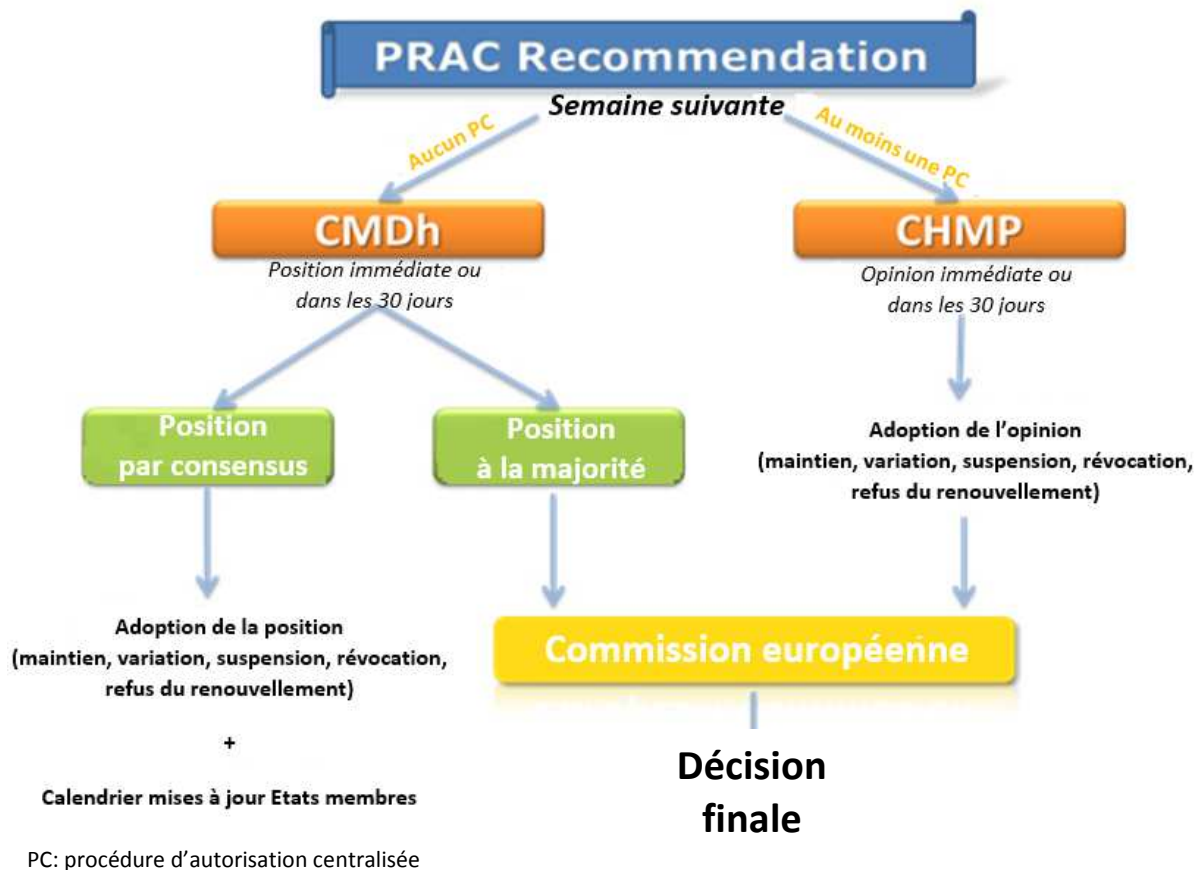 PRAC Recommendation
Semaine suivante
Aucun PC
Au moins une PC
CMDh
Position immédiate ou
dans les 30 jours
CHMP
Opinion immédiate ou
dans les 30 jours
Position
par consensus
Position
à la majorité
Adoption de l'opinion
(maintien, variation, suspension, révocation,
refus du renouvellement)
Adoption de la position
(maintien, variation, suspension, révocation,
refus du renouvellement)
+
Calendrier mises à jour Etats membres
Commission européenne
Décision
finale
PC: procédure d'autorisation centralisée